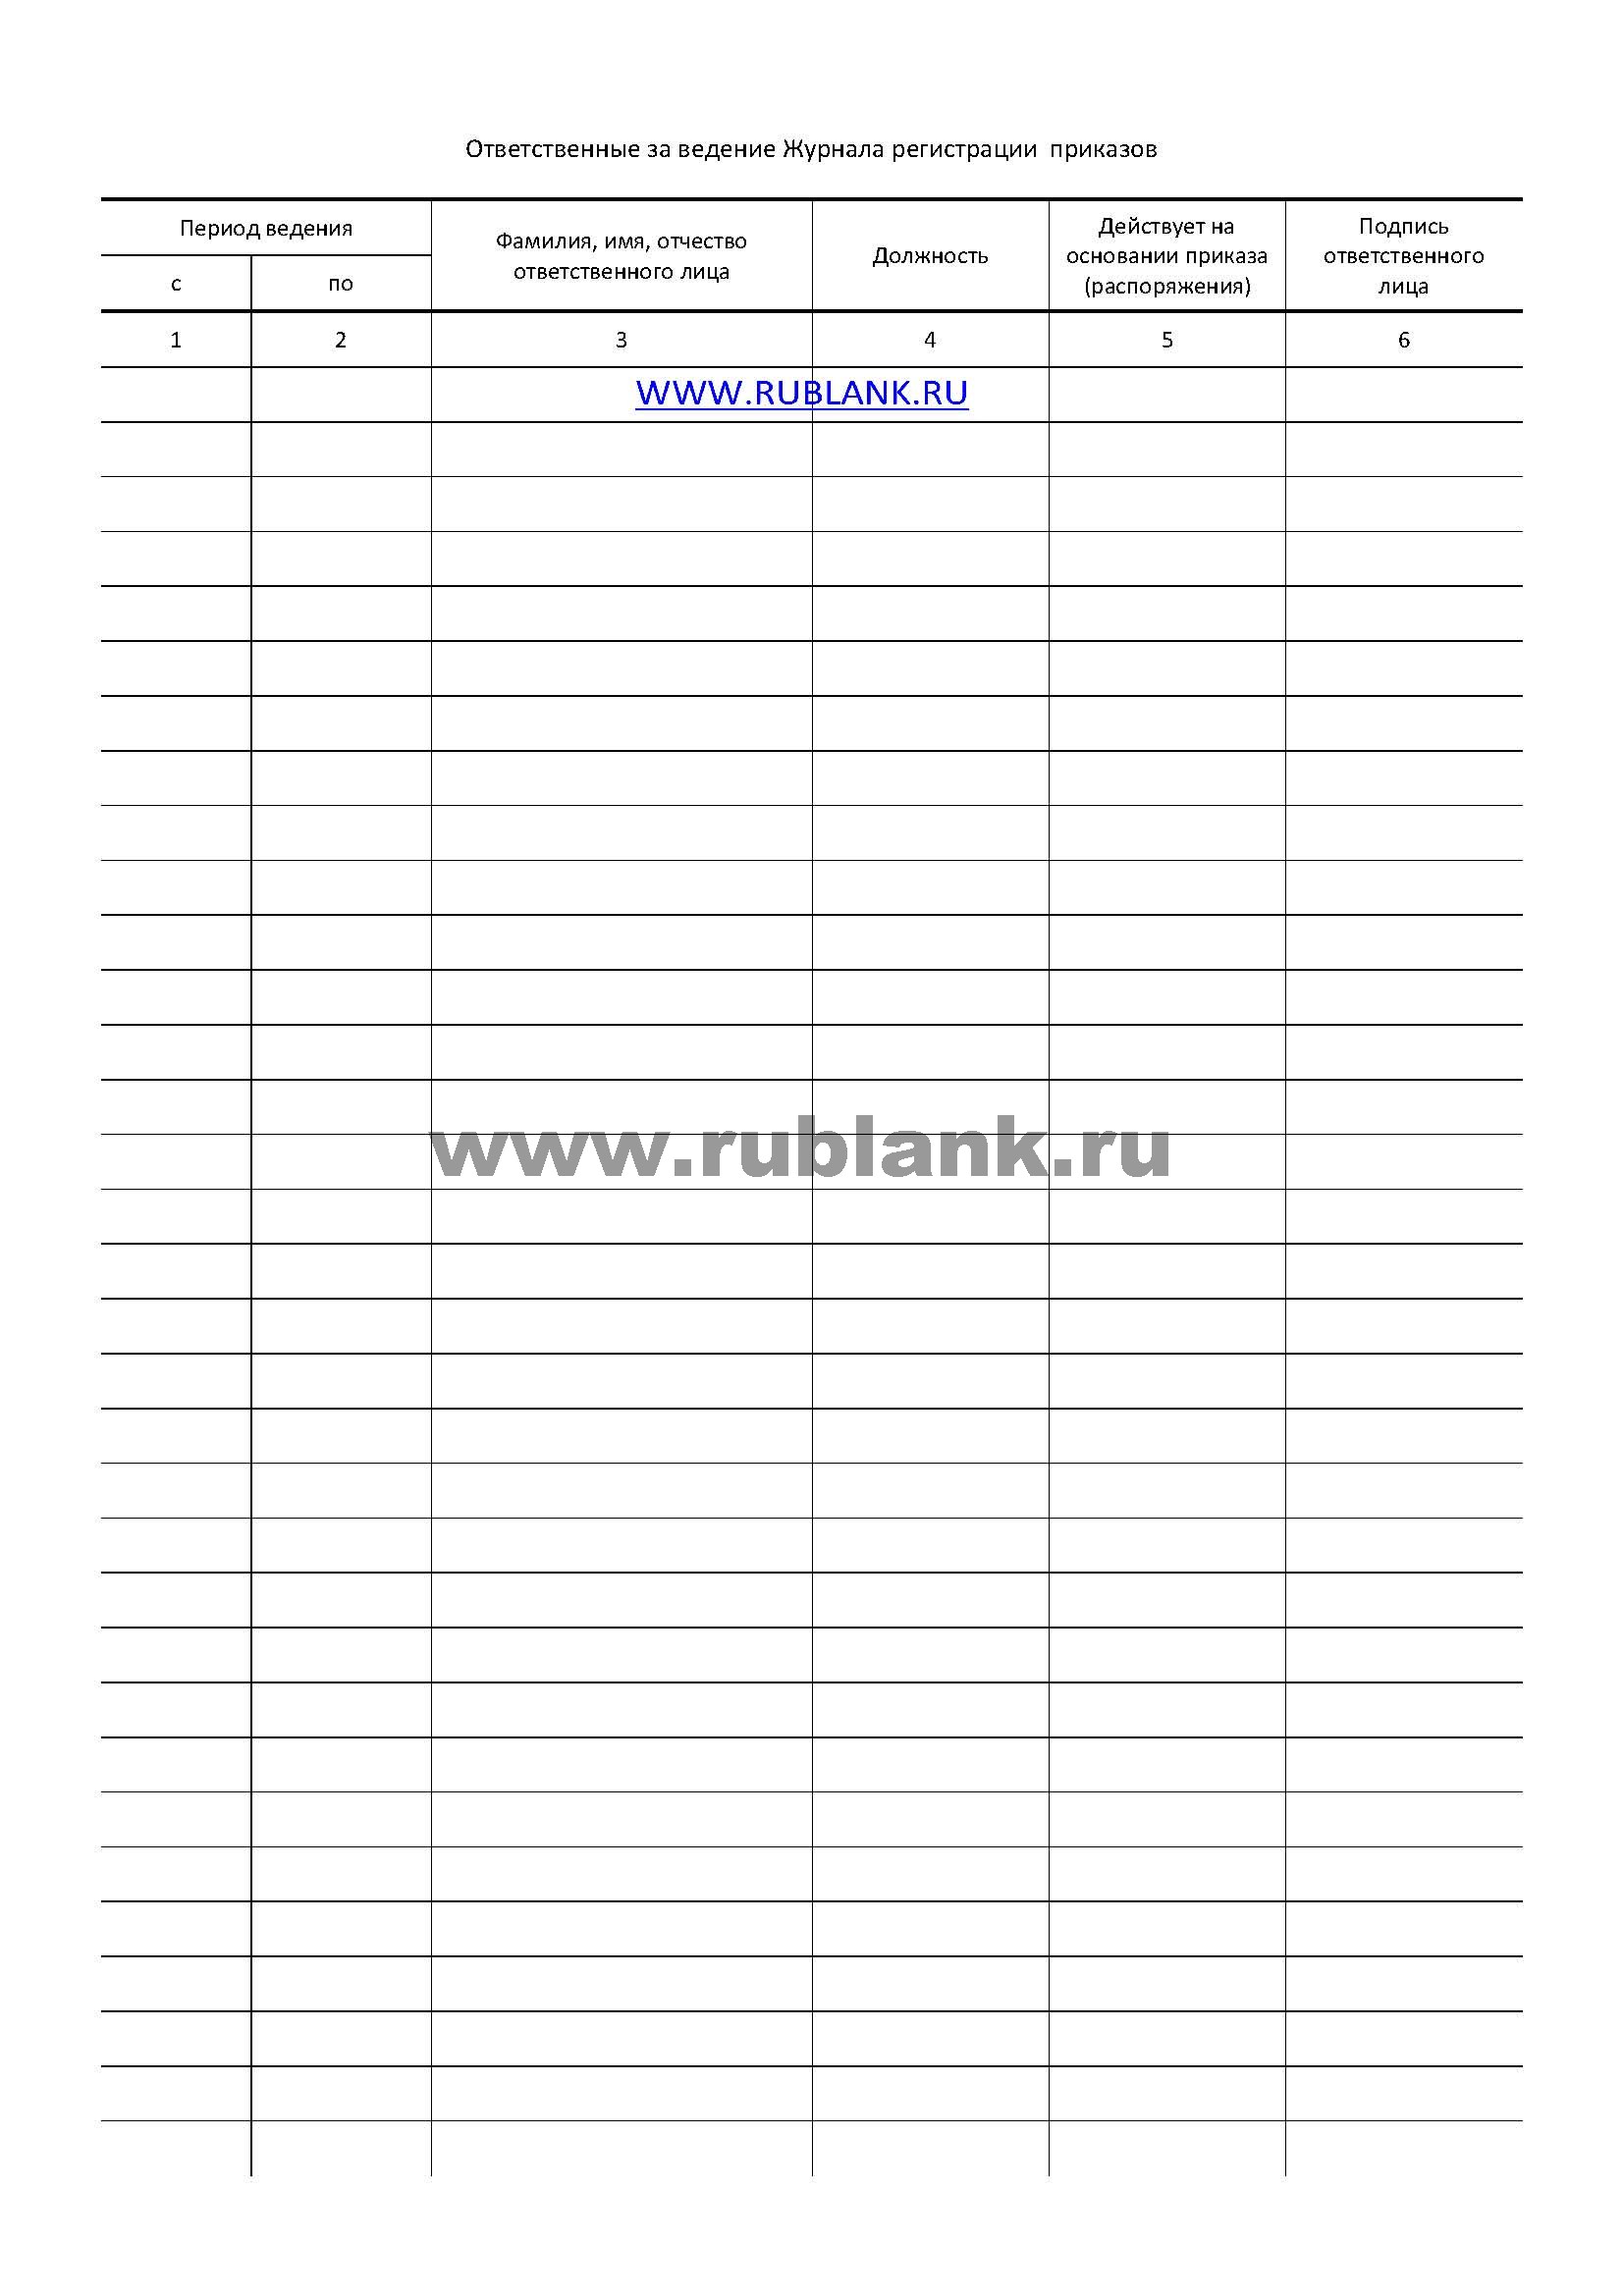 Ответственные за ведение Журнала регистрации приказов
Период ведения
с
по
Фамилия, имя, отчество
ответственного лица
Должность
Действует на
основании приказа
(распоряжения)
Подпись
ответственного
лица
1
2
3
4
5
6
WWW.RUBLANK.RU
www.rublank.ru